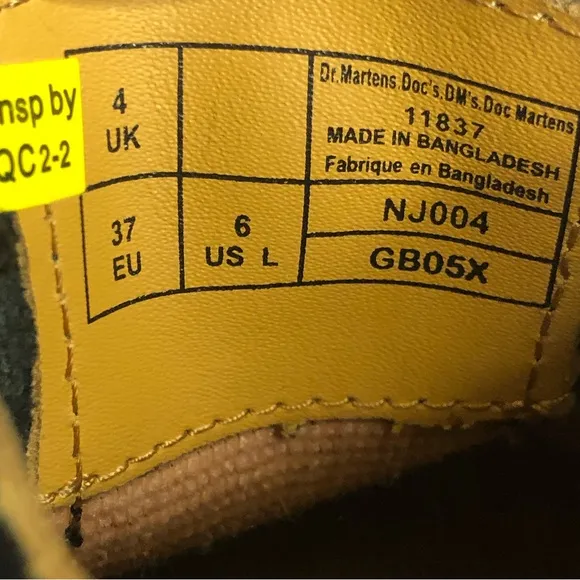 nsp by
QC2-2
4
UK
37
EU
6
US L
Dr.Martens.Doc's.DM's.Doc Martens
11837
MADE IN BANGLADESH
Fabrique en Bangladesh
NJ004
GB05X